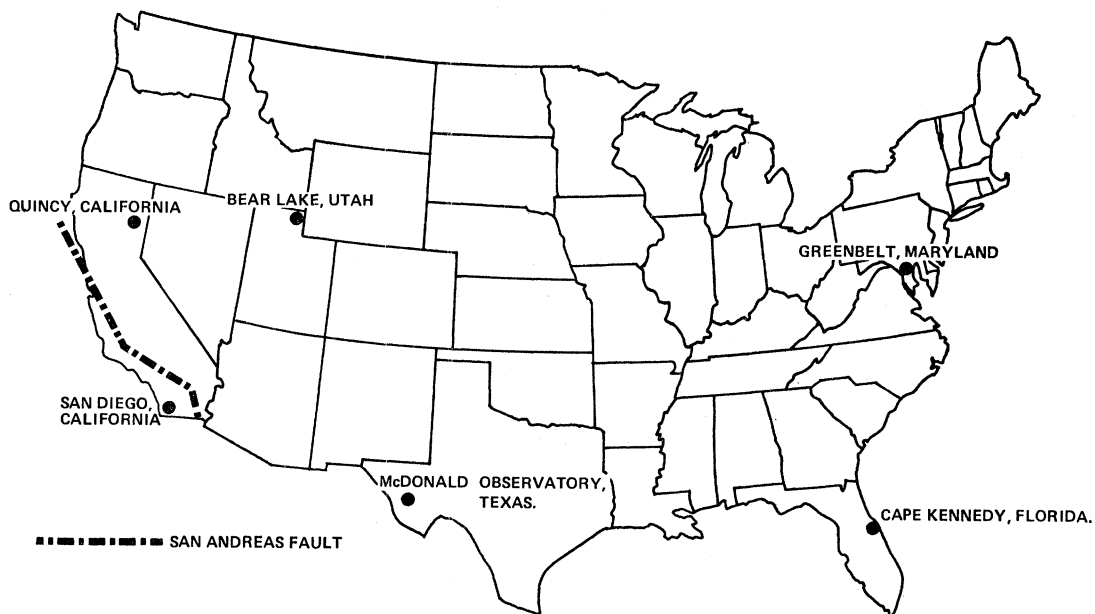 QUINCY, CALIFORNIA
BEAR LAKE, UTAH
GREENBELT, MARYLAND
SAN DIEGO,
CALIFORNIA
McDONALD OBSERVATORY,
TEXAS.
CAPE KENNEDY, FLORIDA.
SAN ANDREAS FAULT